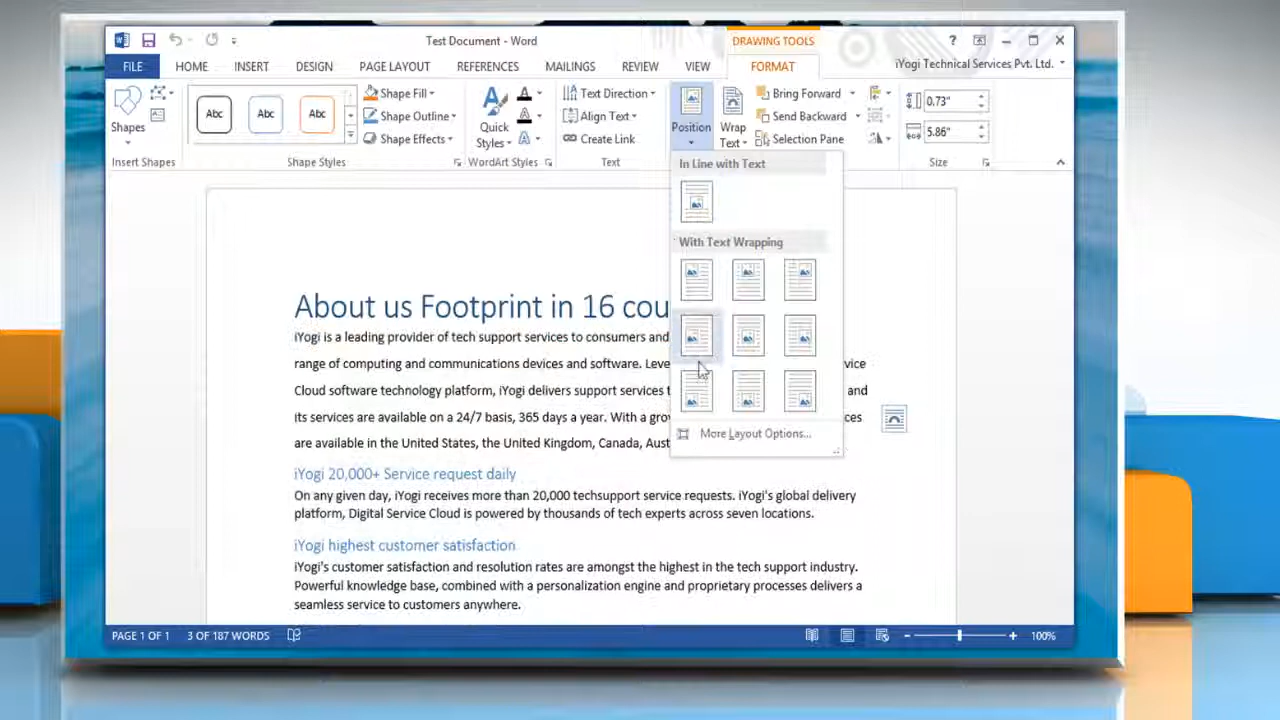 Test Document - Word
DRAWING TOOLS
?
FILE HOME INSERT DESIGN PAGE LAYOUT REFERENCES MAILINGS REVIEW VIEW FORMAT iYogi Technical Services Pvt. Ltd.
Shapes
Insert Shapes
Abc Abc Abc
Shape Fill
Shape Outline
Shape Effects
Shape Styles
Quick
Styles
A
A
A
WordArt Styles
Text Direction
Align Text
Create Link
Text
Position
Wrap
Text
Bring Forward
Send Backward
Selection Pane
0.73"
5.86"
Size
In Line with Text
With Text Wrapping
More Layout Options...
About us Footprint in 16 cou
iYogi is a leading provider of tech support services to consumers and
range of computing and communications devices and software. Leve vice
Cloud software technology platform, iYogi delivers support services t and
its services are available on a 24/7 basis, 365 days a year. With a grov ces
are available in the United States, the United Kingdom, Canada, Aust
iYogi 20,000+ Service request daily
On any given day, iYogi receives more than 20,000 techsupport service requests. iYogi's global delivery
platform, Digital Service Cloud is powered by thousands of tech experts across seven locations.
iYogi highest customer satisfaction
iYogi's customer satisfaction and resolution rates are amongst the highest in the tech support industry.
Powerful knowledge base, combined with a personalization engine and proprietary processes delivers a
seamless service to customers anywhere.
PAGE 1 OF 1 3 OF 187 WORDS 100%